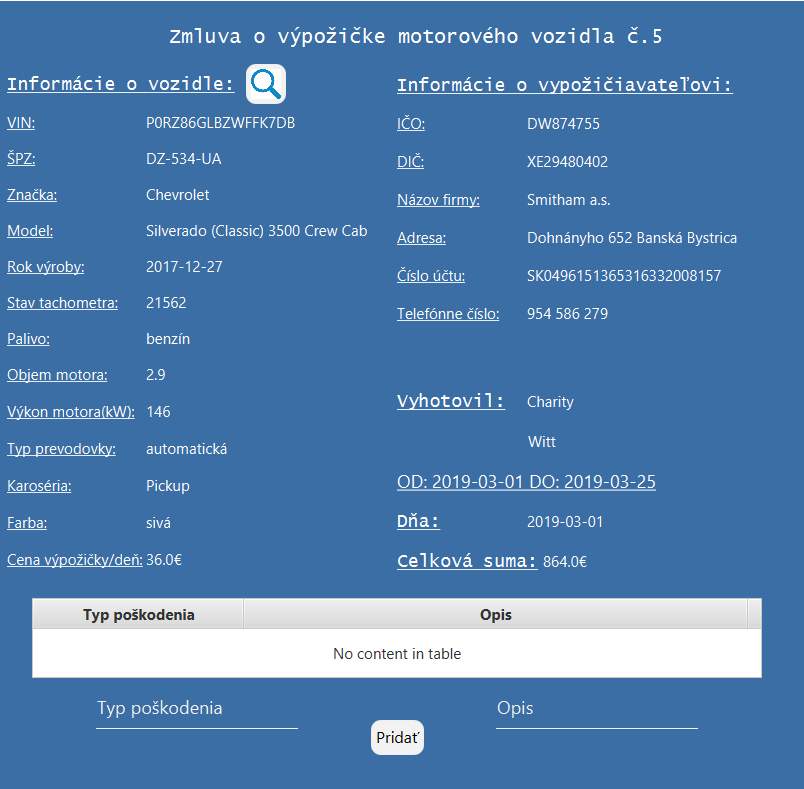 Zmluva o výpožičke motorového vozidla č.5
Informácie o vozidle:
VIN: P0RZ86GLBZWFFK7DB
ŠPZ: DZ-534-UA
Značka: Chevrolet
Model: Silverado (Classic) 3500 Crew Cab
Rok výroby: 2017-12-27
Stav tachometra: 21562
Palivo: benzín
Objem motora: 2.9
Výkon motora(kW): 146
Typ prevodovky: automatická
Karoséria: Pickup
Farba: sivá
Cena výpožičky/deň: 36.0€
Informácie o vypožičiavateľovi:
IČO: DW874755
DIČ: XE29480402
Názov firmy: Smitham a.s.
Adresa: Dohnányho 652 Banská Bystrica
Číslo účtu: SK0496151365316332008157
Telefónne číslo: 954 586 279
Vyhotovil: Charity
Witt
OD: 2019-03-01 DO: 2019-03-25
Dňa: 2019-03-01
Celková suma: 864.0€
Typ poškodenia Opis
No content in table
Typ poškodenia Opis
Pridať